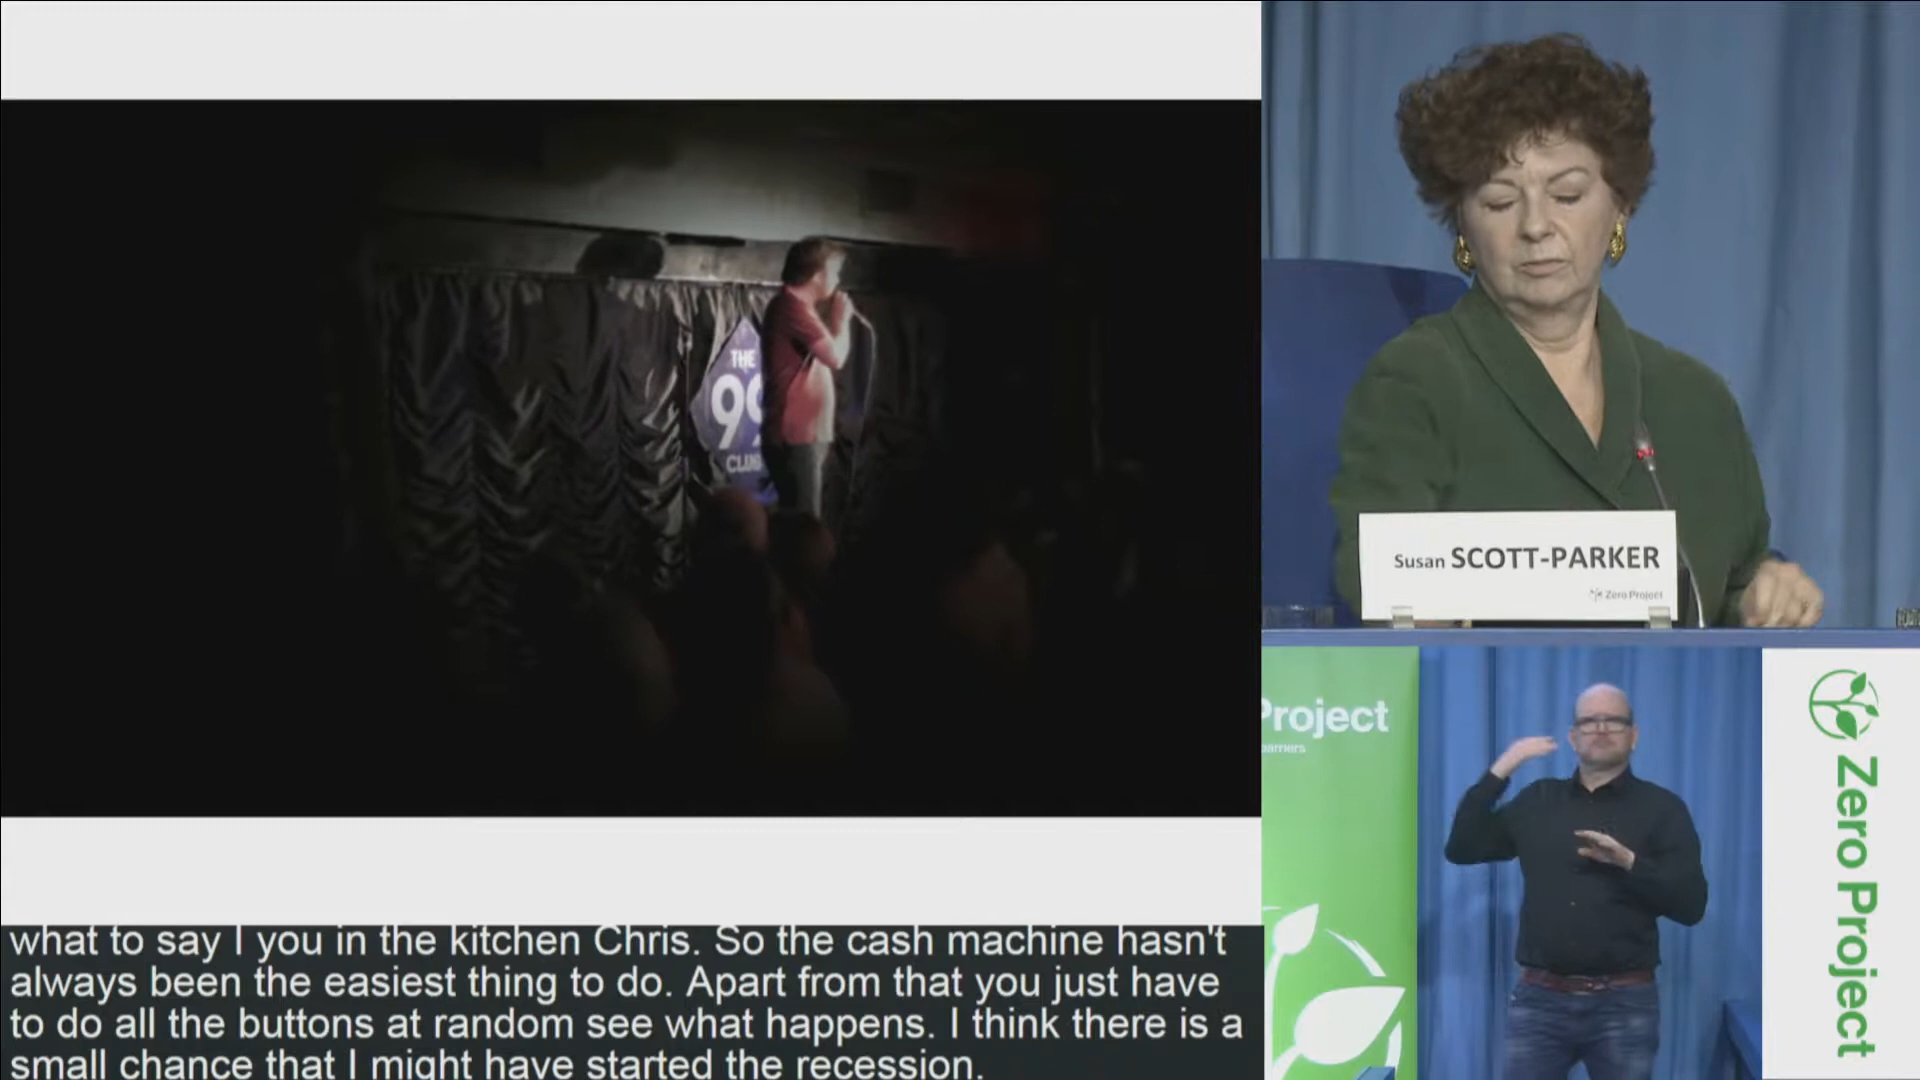 THE
99
CLUB
Susan SCOTT-PARKER
Zero Project
Project
barriers
Zero Project
what to say I you in the kitchen Chris. So the cash machine hasn't
always been the easiest thing to do. Apart from that you just have
to do all the buttons at random see what happens. I think there is a
small chance that I might have started the recession.